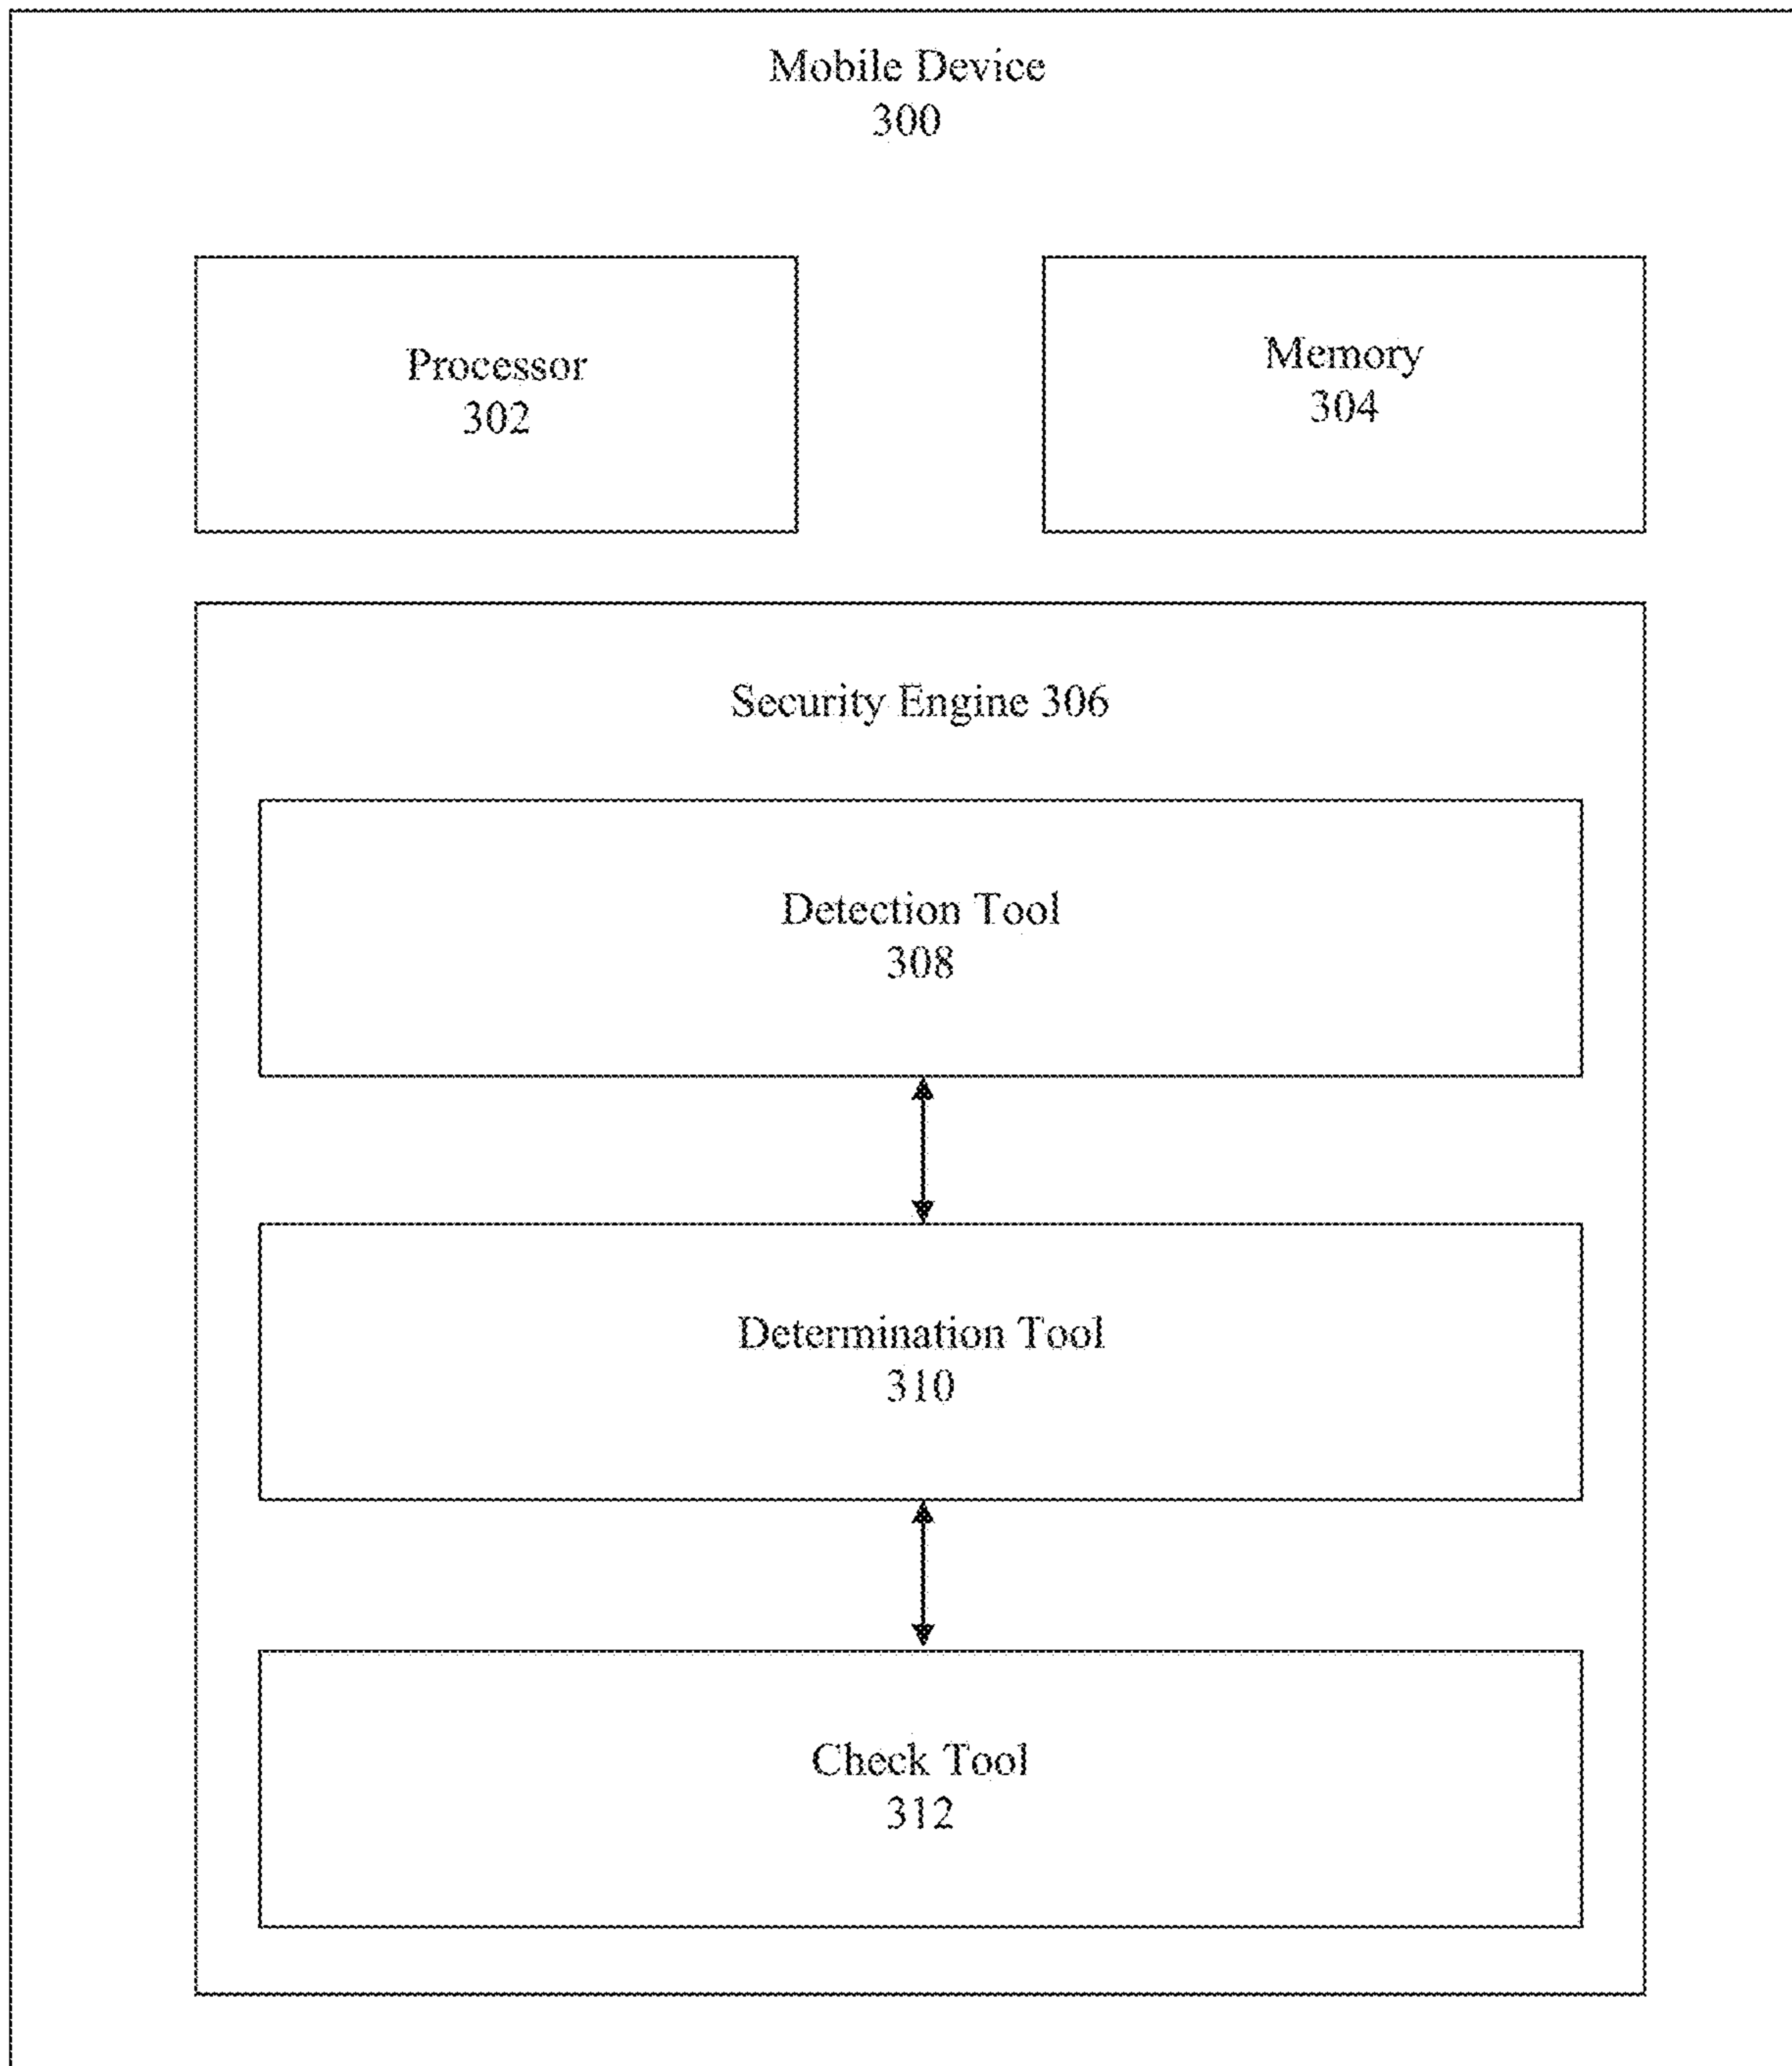 Mobile Device
300
Processor
302
Memory
304
Security Engine 306
Detection Tool
308
Determination Tool
310
Check Tool
312